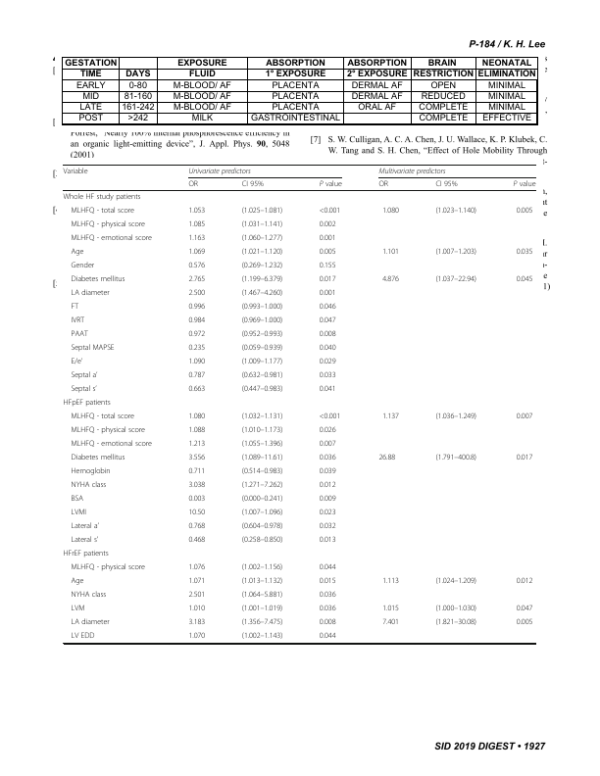 P-184 / K. H. Lee
GESTATION EXPOSURE ABSORPTION ABSORPTION BRAIN NEONATAL
TIME DAYS FLUID 1° EXPOSURE 2° EXPOSURE RESTRICTION ELIMINATION
EARLY 0-80 M-BLOOD/ AF PLACENTA DERMAL AF OPEN MINIMAL
MID 81-160 M-BLOOD/ AF PLACENTA DERMAL AF REDUCED MINIMAL
LATE 161-242 M-BLOOD/ AF PLACENTA ORAL AF COMPLETE MINIMAL
POST >242 MILK GASTROINTESTINAL COMPLETE EFFECTIVE
Forrest, "Nearly 100% internal phosphorescence efficiency in
an organic light-emitting device", J. Appl. Phys. 90, 5048
(2001)
[7] S. W. Culligan, A. C. A. Chen, J. U. Wallace, K. P. Klubek, C.
W. Tang and S. H. Chen, "Effect of Hole Mobility Through
Variable Univariate predictors Multivariate predictors
OR CI 95% P value OR CI 95% P value
Whole HF study patients
MLHFQ - total score 1.053 (1.025–1.081) <0.001 1.080 (1.023–1.140) 0.005
MLHFQ - physical score 1.085 (1.031–1.141) 0.002
MLHFQ - emotional score 1.163 (1.060–1.277) 0.001
Age 1.069 (1.021–1.120) 0.005 1.101 (1.007–1.203) 0.035
Gender 0.576 (0.269–1.232) 0.155
Diabetes mellitus 2.765 (1.199–6.379) 0.017 4.876 (1.037–22.94) 0.045
LA diameter 2.500 (1.467–4.260) 0.001
FT 0.996 (0.993–1.000) 0.046
IVRT 0.984 (0.969–1.000) 0.047
PAAT 0.972 (0.952–0.993) 0.008
Septal MAPSE 0.235 (0.059–0.939) 0.040
E/e' 1.090 (1.009–1.177) 0.029
Septal a' 0.787 (0.632–0.981) 0.033
Septal s' 0.663 (0.447–0.983) 0.041
HFpEF patients
MLHFQ - total score 1.080 (1.032–1.131) <0.001 1.137 (1.036–1.249) 0.007
MLHFQ - physical score 1.088 (1.010–1.173) 0.026
MLHFQ - emotional score 1.213 (1.055–1.396) 0.007
Diabetes mellitus 3.556 (1.089–11.61) 0.036 26.88 (1.791–400.8) 0.017
Hemoglobin 0.711 (0.514–0.983) 0.039
NYHA class 3.038 (1.271–7.262) 0.012
BSA 0.003 (0.000–0.241) 0.009
LVMI 10.50 (1.007–1.096) 0.023
Lateral a' 0.768 (0.604–0.978) 0.032
Lateral s' 0.468 (0.258–0.850) 0.013
HFrEF patients
MLHFQ - physical score 1.076 (1.002–1.156) 0.044
Age 1.071 (1.013–1.132) 0.015 1.113 (1.024–1.209) 0.012
NYHA class 2.501 (1.064–5.881) 0.036
LVM 1.010 (1.001–1.019) 0.036 1.015 (1.000–1.030) 0.047
LA diameter 3.183 (1.356–7.475) 0.008 7.401 (1.821–30.08) 0.005
LV EDD 1.070 (1.002–1.143) 0.044
SID 2019 DIGEST • 1927